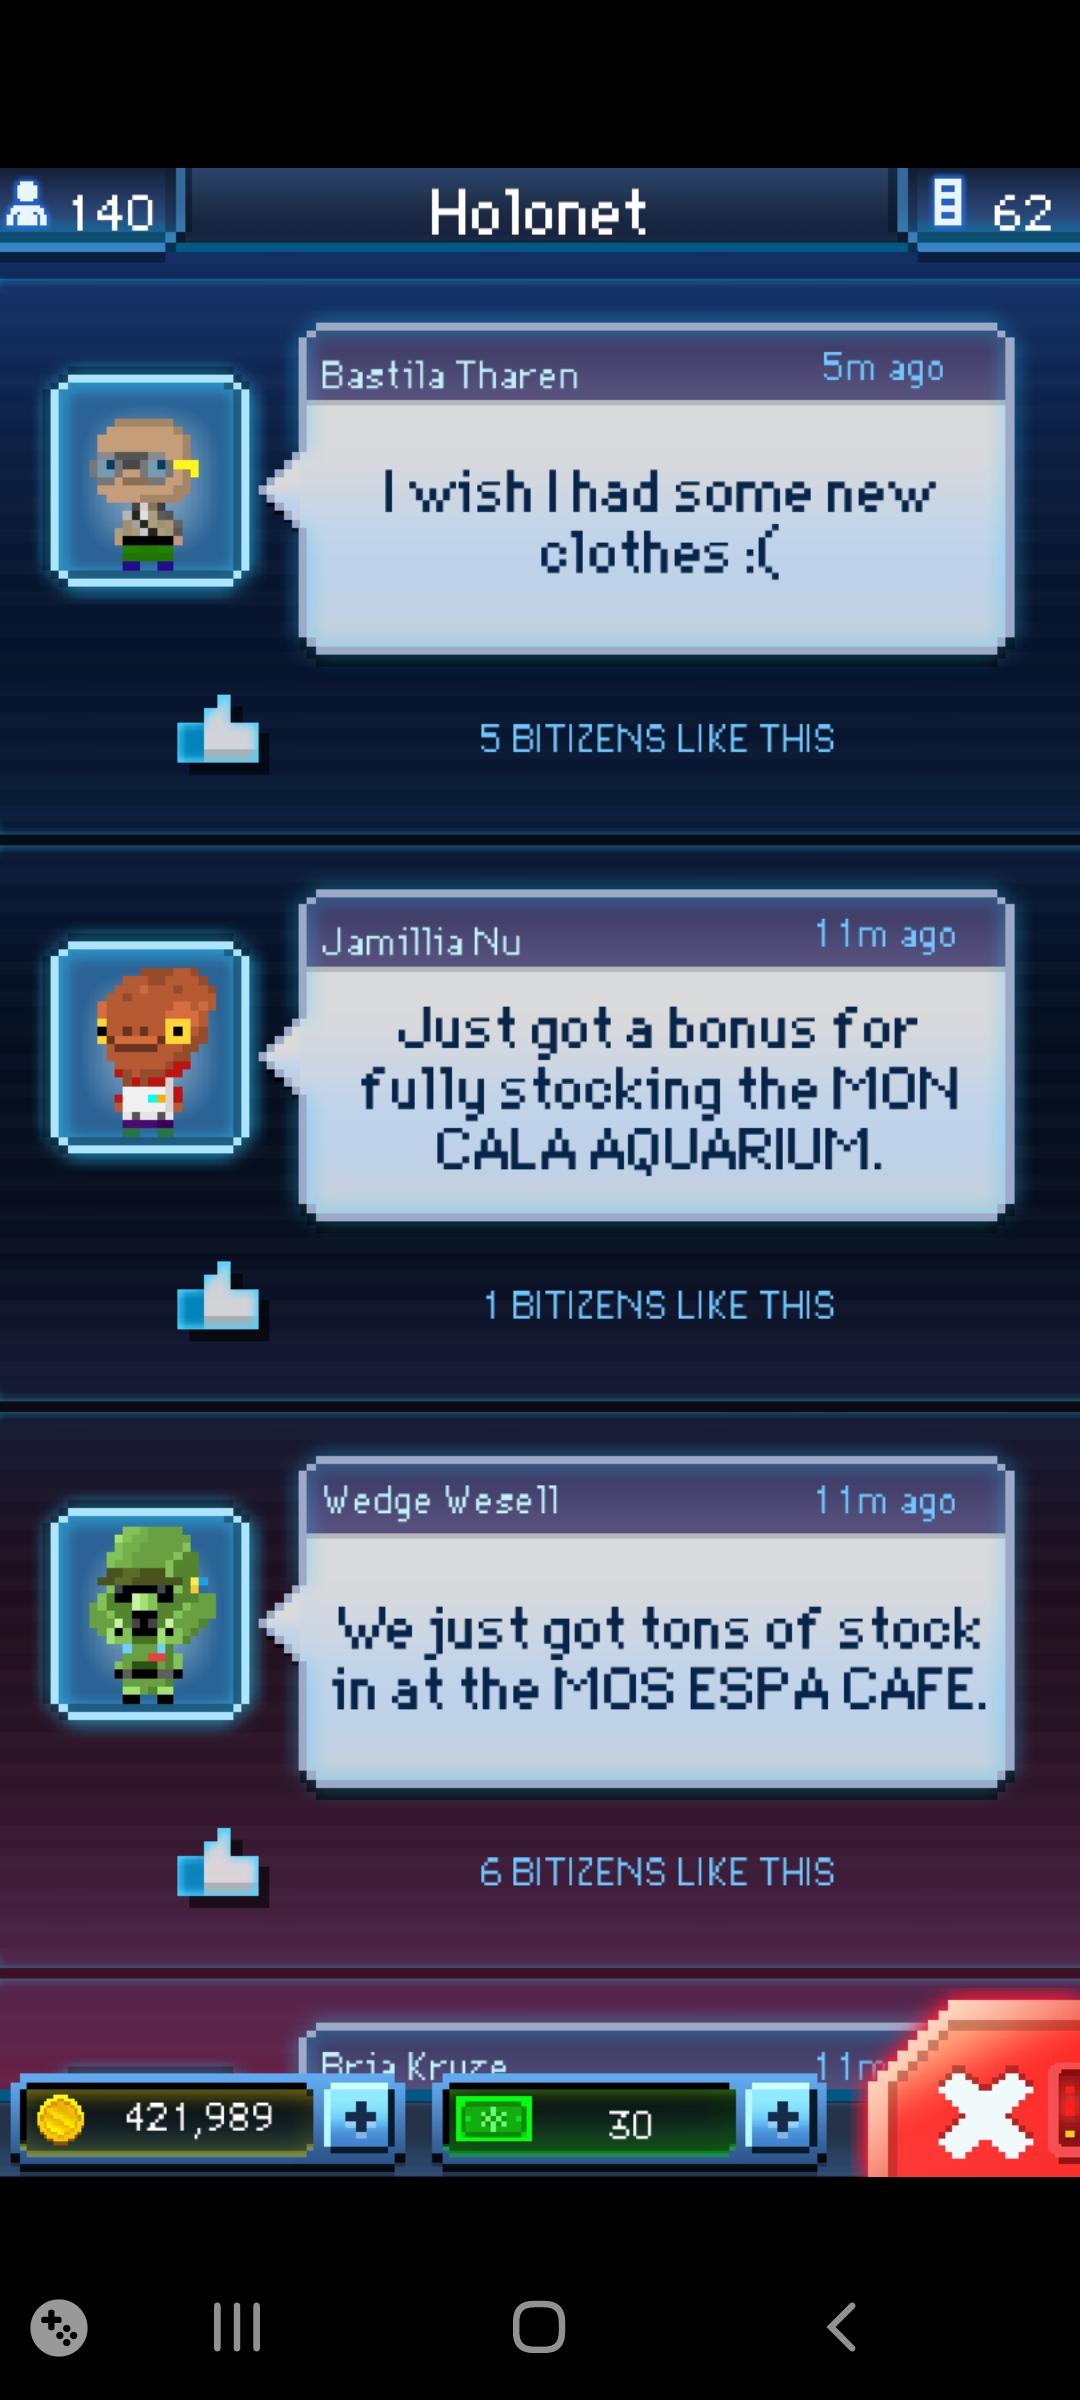 140
Holonet
62
Bastila Tharen
5m ago
I wish I had some new
clothes :(
5 BITIZENS LIKE THIS
Jamillia Nu
11m ago
Just got a bonus for
fully stocking the MON
CALA AQUARIUM.
1 BITIZENS LIKE THIS
Wedge Wesell
11m ago
We just got tons of stock
in at the MOS ESPA CAFE.
6 BITIZENS LIKE THIS
Bria Kruze
11m
421,989
30